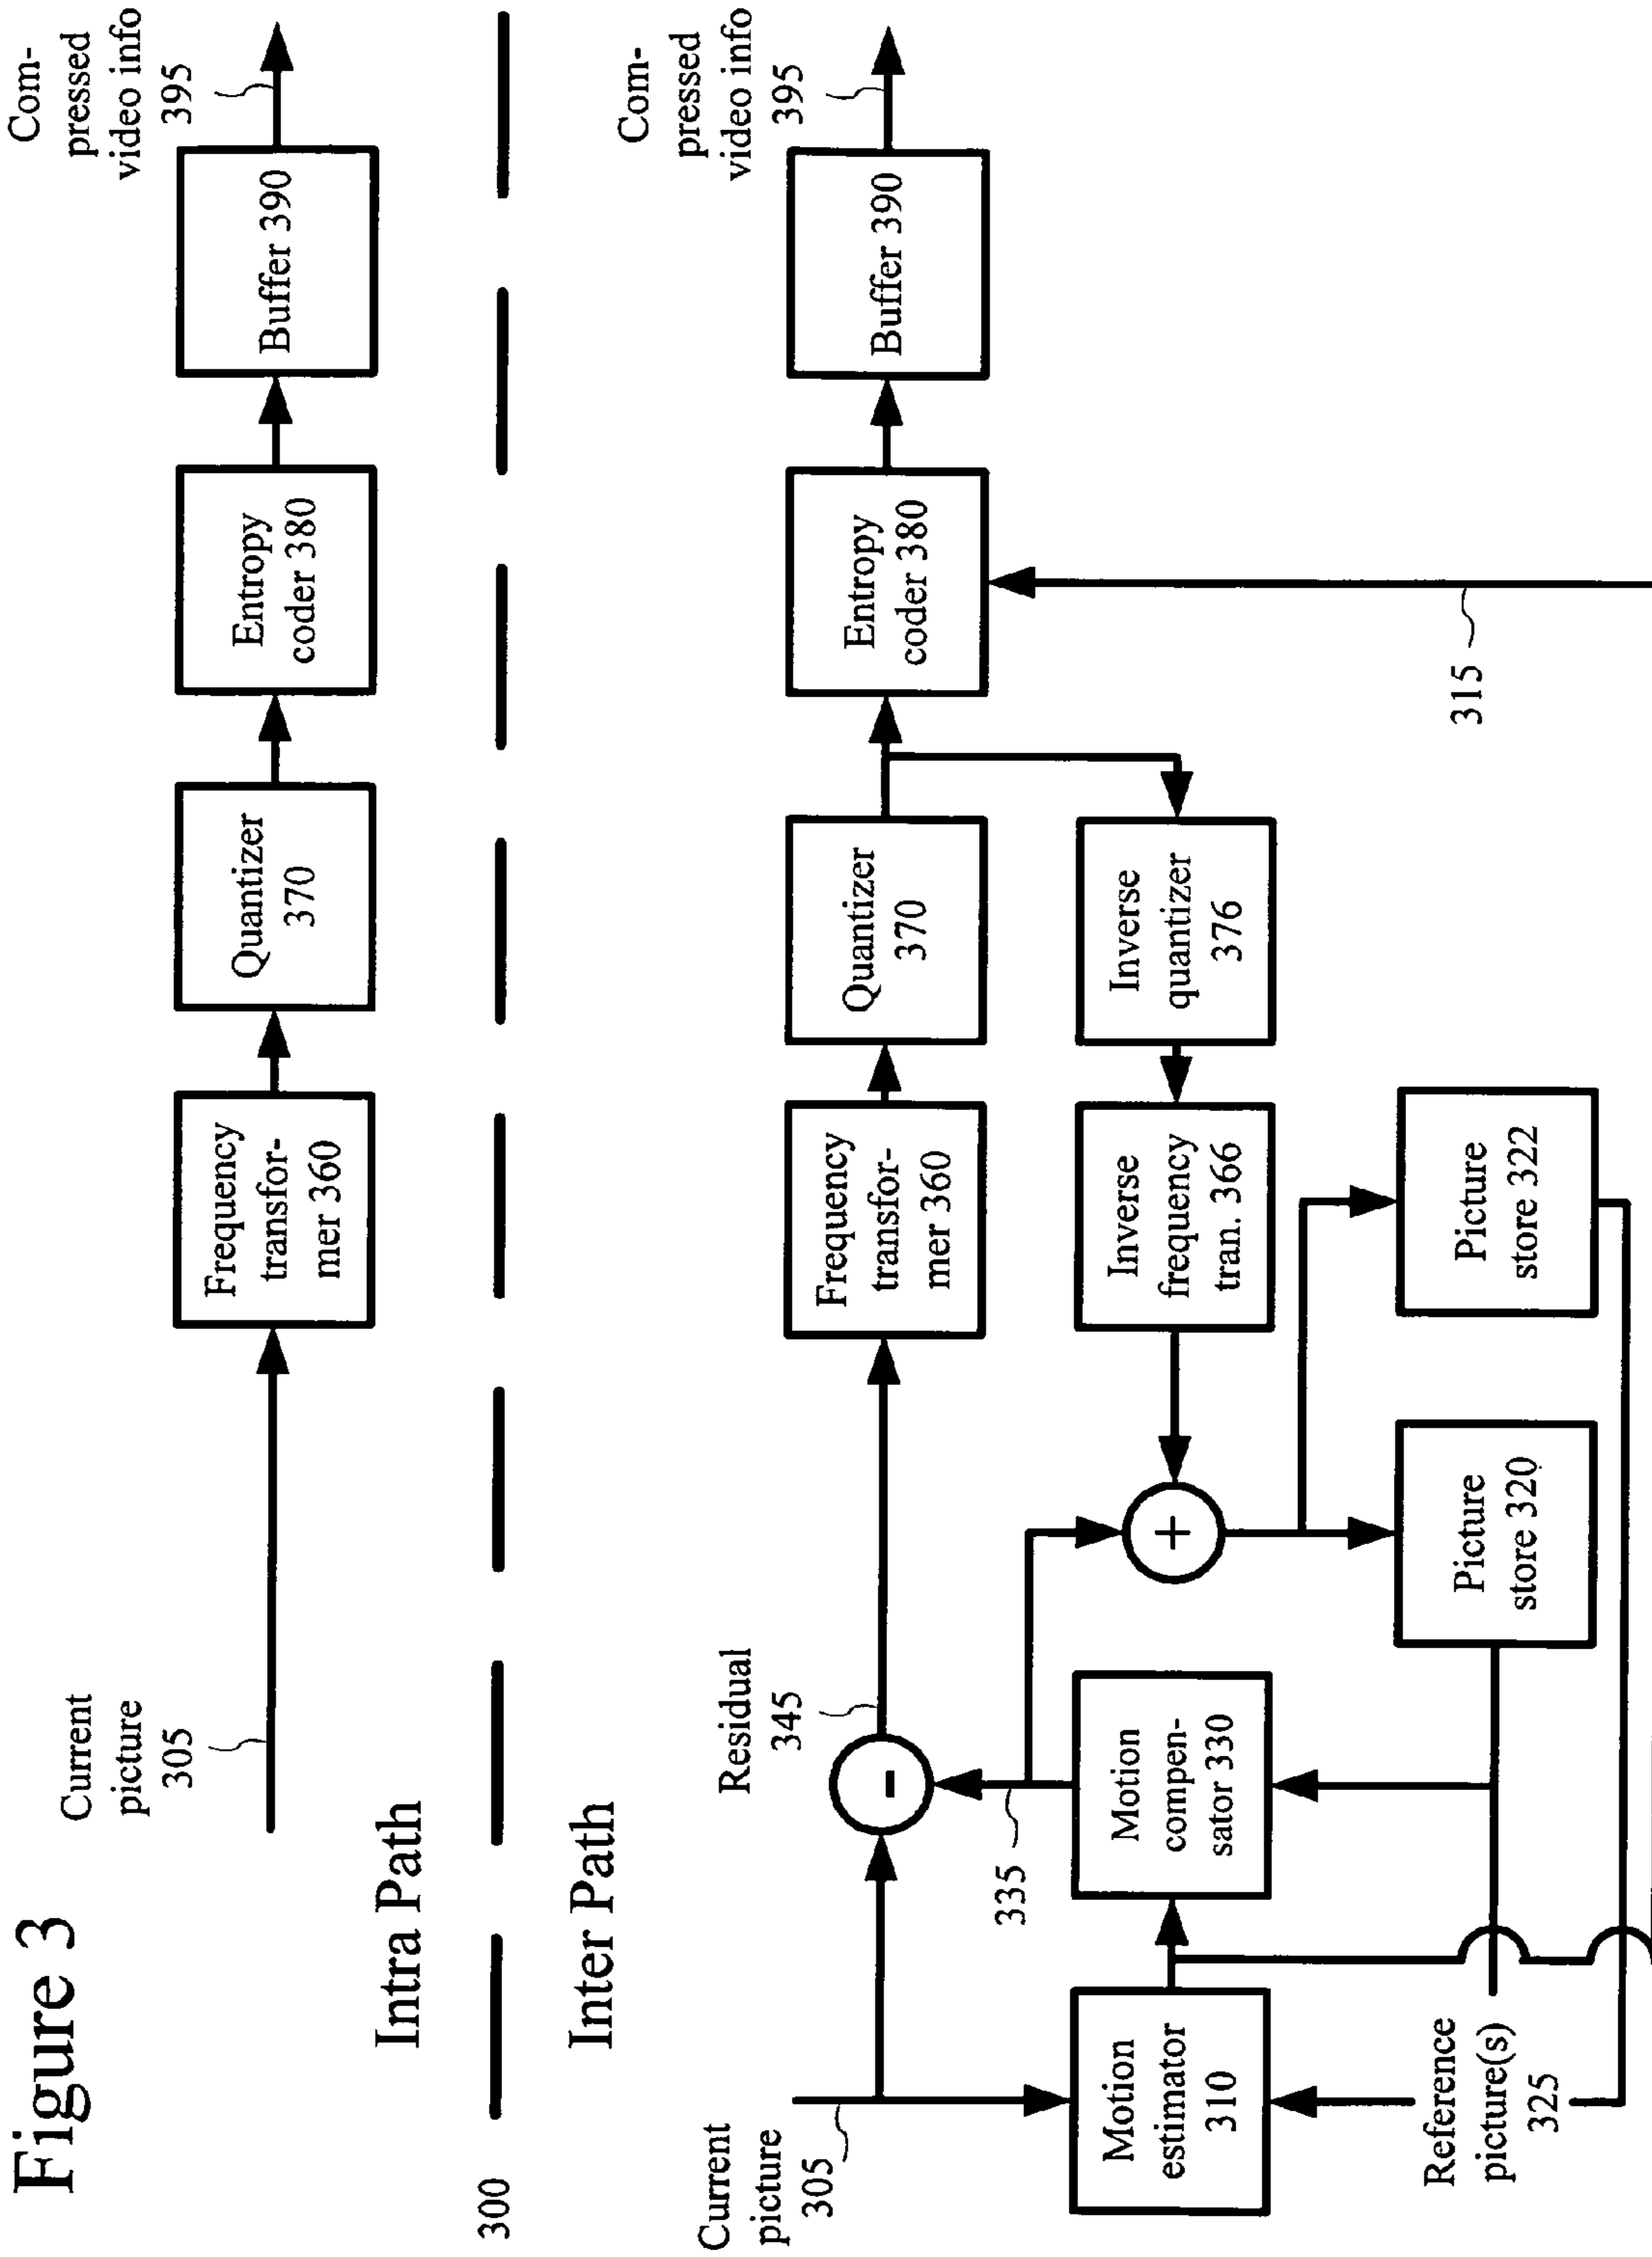 Figure 3
Current
picture
305
Frequency
transfor-
mer 360
Quantizer
370
Entropy
coder 380
Buffer 390
Com-
pressed
video info
395
Intra Path
300
Inter Path
Current
picture
305
Residual
345
-
Frequency
transfor-
mer 360
Quantizer
370
Entropy
coder 380
Buffer 390
Com-
pressed
video info
395
335
Motion
estimator
310
Motion
compen-
sator 330
+
Inverse
frequency
tran. 366
Inverse
quantizer
376
Reference
picture(s)
325
Picture
store 320
Picture
store 322
315